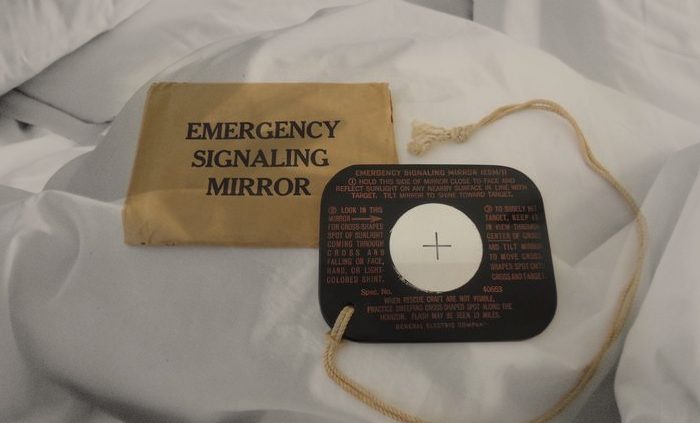 EMERGENCY
SIGNALING
MIRROR
EMERGENCY SIGNALING MIRROR
① HOLD THIS SIDE OF MIRROR CLOSE TO FACE AND
REFLECT SUNLIGHT ON ANY NEARBY SURFACE IN LINE WITH
TARGET. TILT MIRROR TO SHINE TOWARD TARGET.
② LOOK IN THIS
MIRROR
FOR CROSS-SHAPED
SPOT OF SUNLIGHT
COMING THROUGH
CROSS AND
FALLING ON FACE,
HAND, OR LIGHT-
COLORED SHIRT.
③ TO SURELY HIT
TARGET, KEEP IT
IN VIEW THROUGH
CENTER OF CROSS
AND TILT MIRROR
TO MOVE CROSS-
SHAPED SPOT ONTO
CROSS AND TARGET.
Spec. No. 40653
WHEN RESCUE CRAFT ARE NOT VISIBLE,
PRACTICE SWEEPING CROSS-SHAPED SPOT ALONG THE
HORIZON. FLASH MAY BE SEEN 10 MILES.
GENERAL ELECTRIC COMPANY